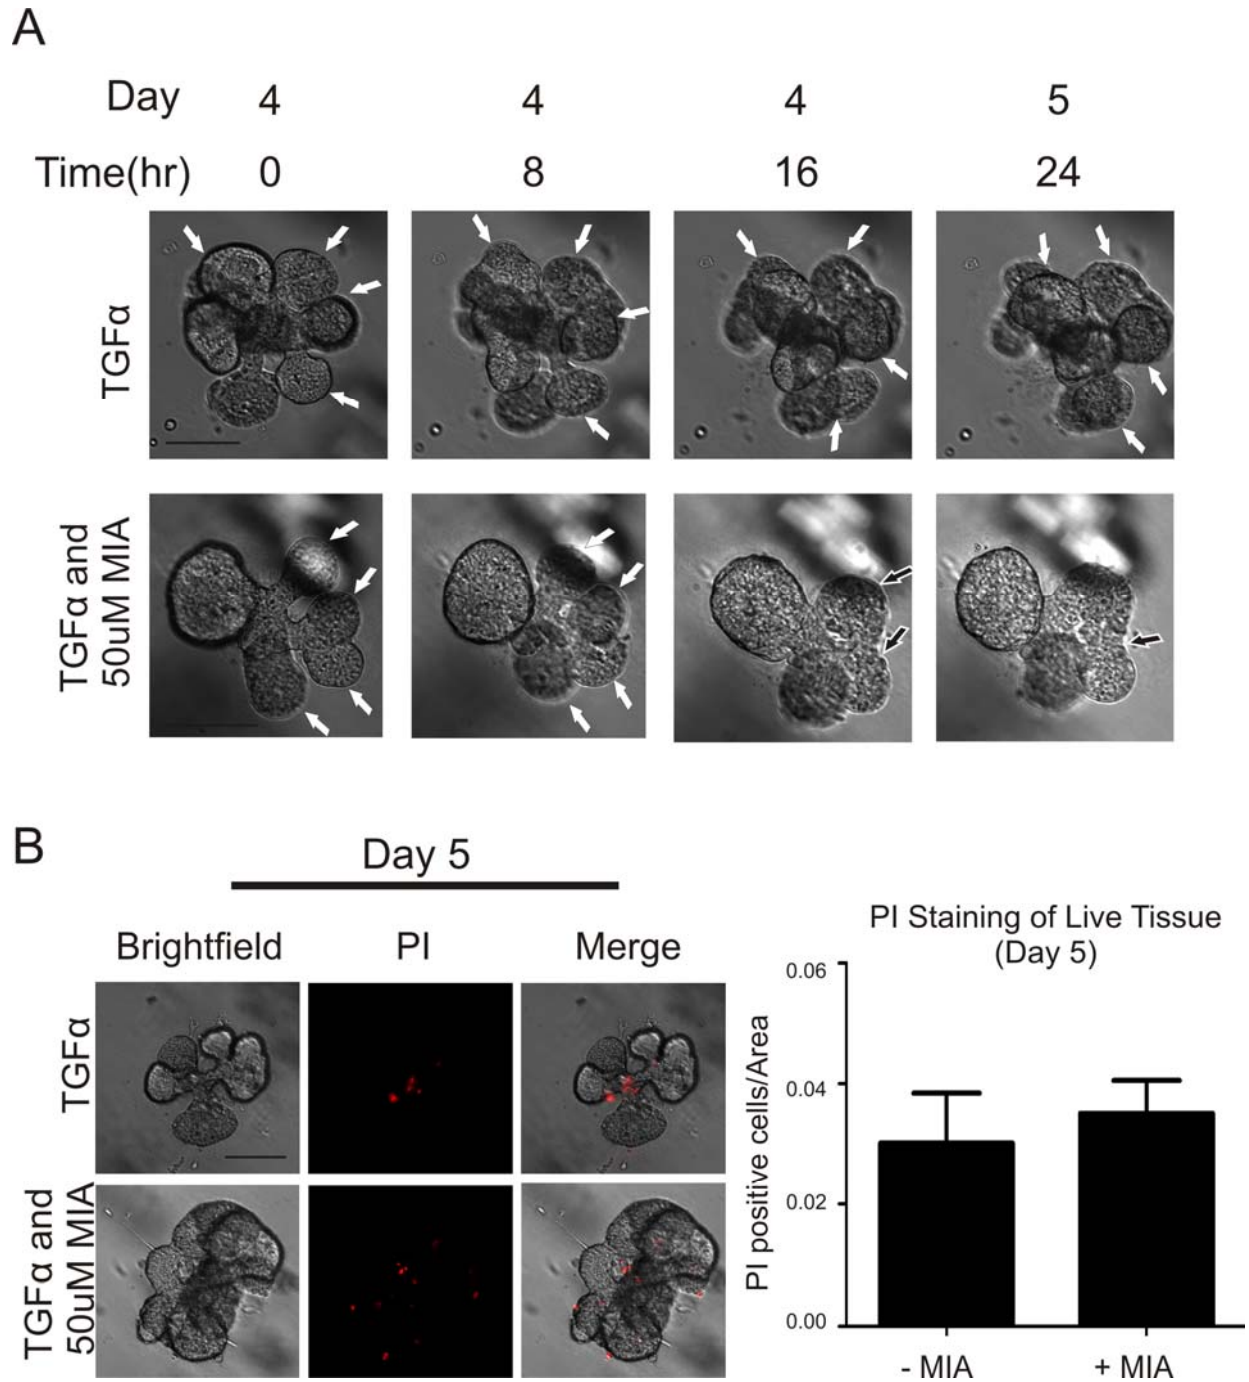 A
Day 4 4 4 5
Time(hr) 0 8 16 24
TGFα
TGFα and
50uM MIA
B
Day 5
Brightfield PI Merge
TGFα
TGFα and
50uM MIA
PI Staining of Live Tissue
(Day 5)
PI positive cells/Area
0.06
0.04
0.02
0.00
- MIA + MIA